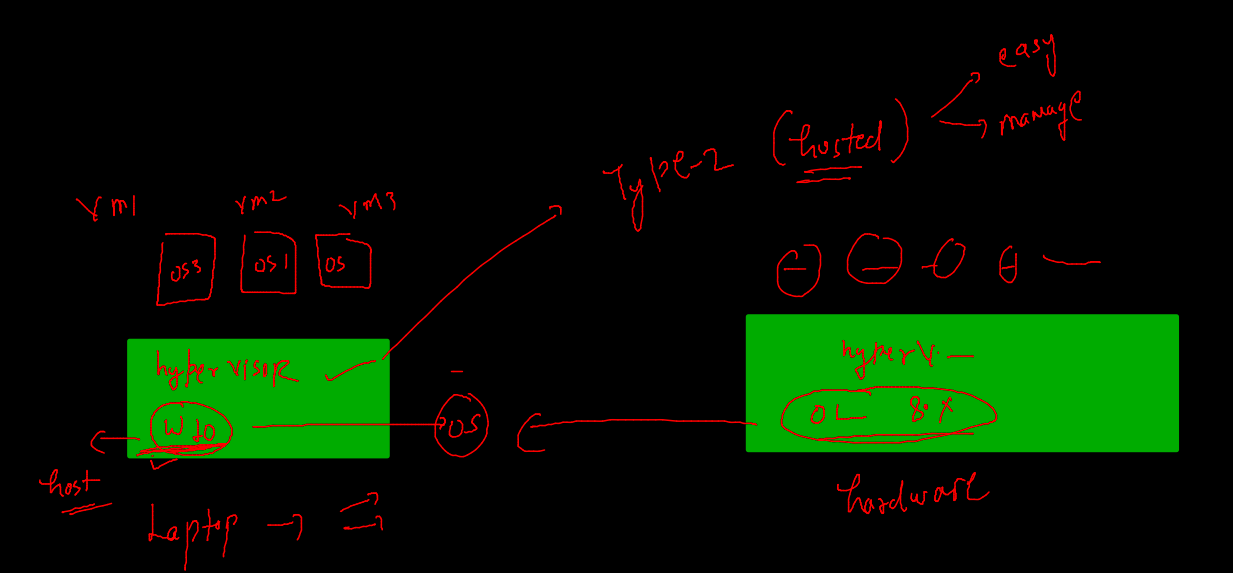 easy
manage
Type-2 (hosted)
VM1 VM2 VM3
OS3 OS1 OS
hypervisor
W10
OS
host
Laptop
hyperv.
OL 8.x
hardware